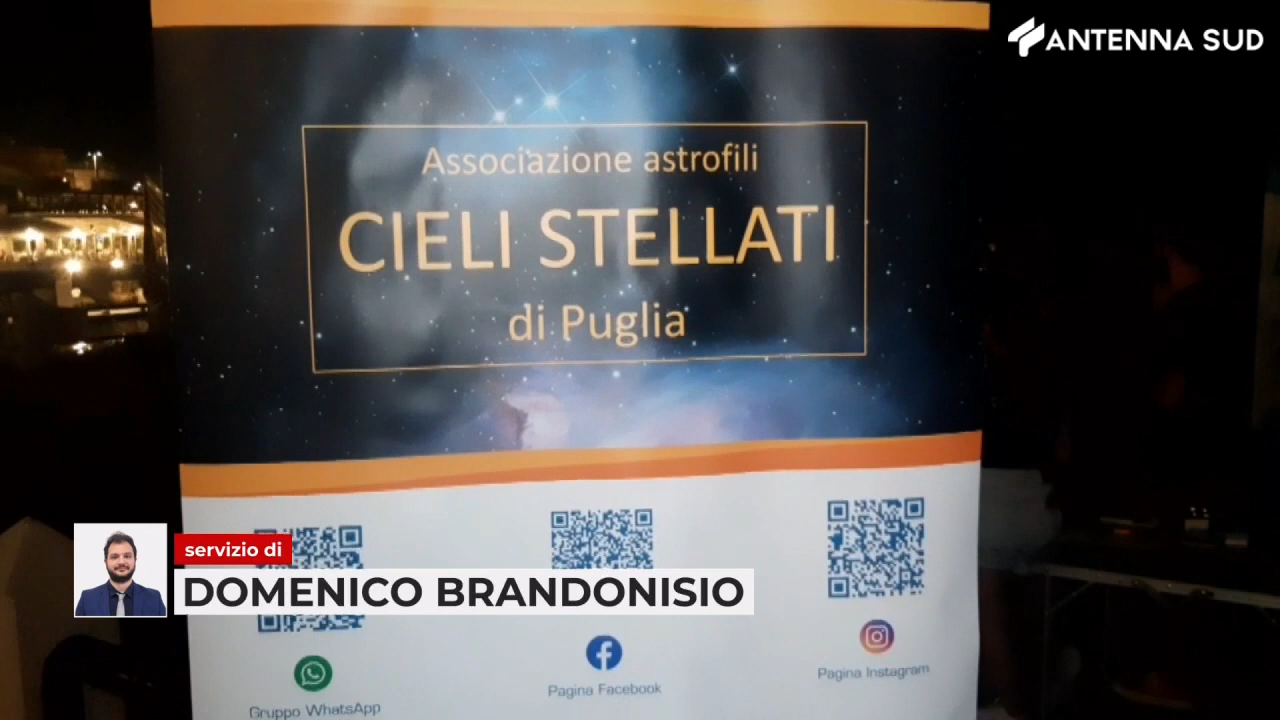 ANTENNA SUD
Associazione astrofili
CIELI STELLATI
di Puglia
servizio di
DOMENICO BRANDONISIO
Gruppo WhatsApp
Pagina Facebook
Pagina Instagram